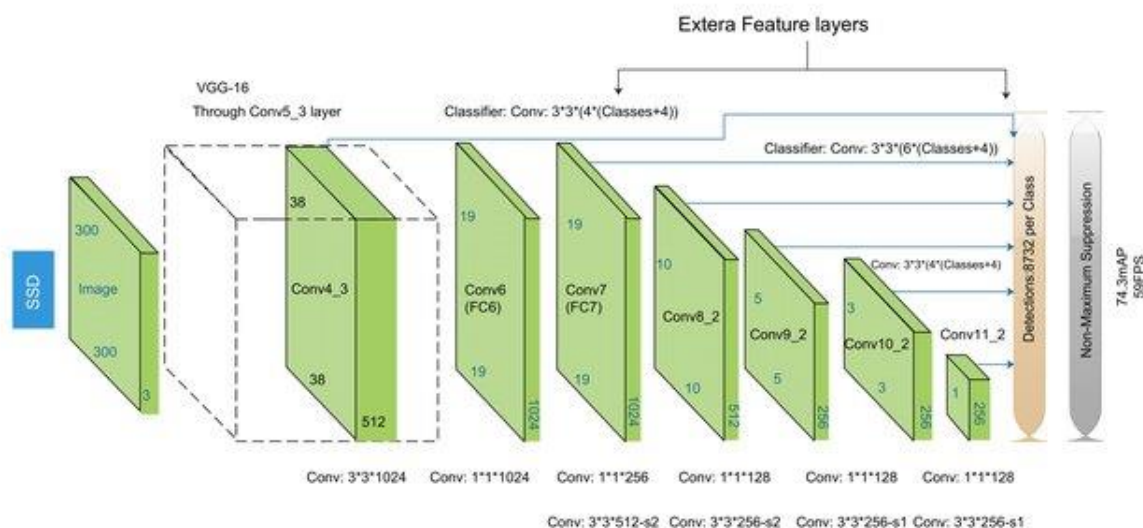 Extera Feature layers
VGG-16
Through Conv5_3 layer
Classifier: Conv: 3*3*(4*(Classes+4))
Classifier: Conv: 3*3*(6*(Classes+4))
SSD
300
Image
300
3
38
Conv4_3
38
512
19
Conv6
(FC6)
19
1024
19
Conv7
(FC7)
19
1024
10
Conv8_2
10
512
5
Conv9_2
5
256
Conv: 3*3*(4*(Classes+4)
3
Conv10_2
3
256
Conv11_2
1
256
Detections:8732 per Class
Non-Maximum Suppression
74.3mAP
59FPS
Conv: 3*3*1024
Conv: 1*1*1024
Conv: 1*1*256
Conv: 1*1*128
Conv: 1*1*128
Conv: 1*1*128
Conv: 3*3*512-s2
Conv: 3*3*256-s2
Conv: 3*3*256-s1
Conv: 3*3*256-s1